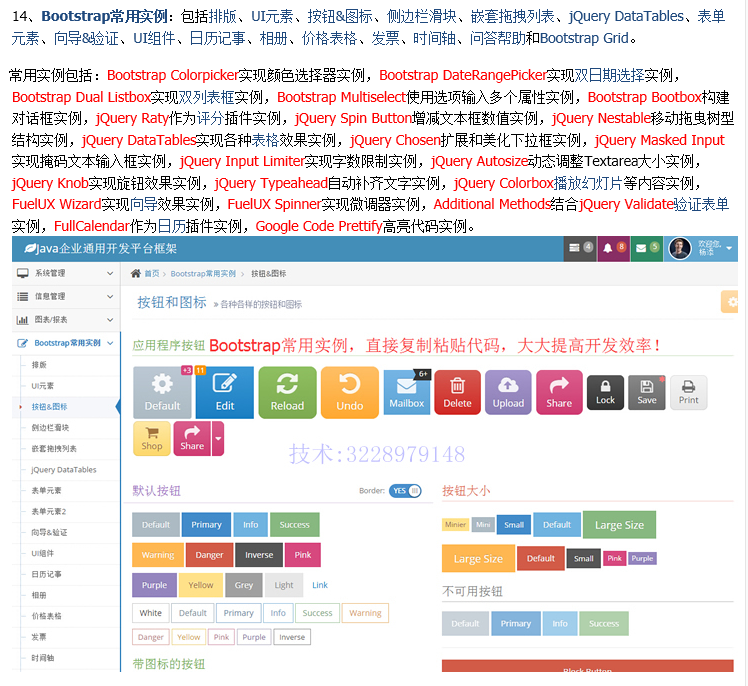 14、Bootstrap常用实例：包括排版、UI元素、按钮&图标、侧边栏滑块、嵌套拖拽列表、jQuery DataTables、表单
元素、向导&验证、UI组件、日历记事、相册、价格表格、发票、时间轴、问答帮助和Bootstrap Grid。
常用实例包括：Bootstrap Colorpicker实现颜色选择器实例，Bootstrap DateRangePicker实现双日期选择实例，
Bootstrap Dual Listbox实现双列表框实例，Bootstrap Multiselect使用选项输入多个属性实例，Bootstrap Bootbox构建
对话框实例，jQuery Raty作为评分插件实例，jQuery Spin Button增减文本框数值实例，jQuery Nestable移动拖曳树型
结构实例，jQuery DataTables实现各种表格效果实例，jQuery Chosen扩展和美化下拉框实例，jQuery Masked Input
实现掩码文本输入框实例，jQuery Input Limiter实现字数限制实例，jQuery Autosize动态调整Textarea大小实例，
jQuery Knob实现旋钮效果实例，jQuery Typeahead自动补齐文字实例，jQuery Colorbox播放幻灯片等内容实例，
FuelUX Wizard实现向导效果实例，FuelUX Spinner实现微调器实例，Additional Methods结合jQuery Validate验证表单
实例，FullCalendar作为日历插件实例，Google Code Prettify高亮代码实例。
java企业通用开发平台框架
4
8
5
欢迎您,
杨洁
系统管理
信息管理
图表/报表
Bootstrap常用实例
排版
UI元素
按钮&图标
侧边栏滑块
嵌套拖拽列表
jQuery DataTables
表单元素
表单元素2
向导&验证
UI组件
日历记事
相册
价格表格
发票
时间轴
首页 > Bootstrap常用实例 > 按钮&图标
按钮和图标 » 各种各样的按钮和图标
应用程序按钮 Bootstrap常用实例，直接复制粘贴代码，大大提高开发效率！
+3
11
6+
Default
Edit
Reload
Undo
Mailbox
Delete
Upload
Share
Lock
Save
Print
Shop
Share
技术:3228979148
默认按钮
Border:
YES
Default
Primary
Info
Success
Warning
Danger
Inverse
Pink
Purple
Yellow
Grey
Light
Link
White
Default
Primary
Info
Success
Warning
Danger
Yellow
Pink
Purple
Inverse
带图标的按钮
按钮大小
Minier
Mini
Small
Default
Large Size
Large Size
Default
Small
Pink
Purple
不可用按钮
Default
Primary
Info
Success
Block Button